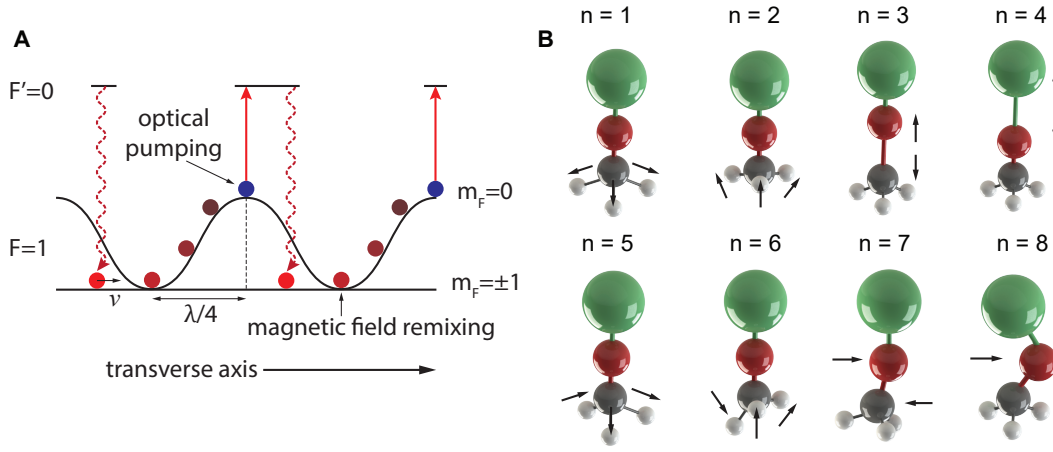 A
F'=0
optical
pumping
m_F=0
F=1
m_F=±1
v
λ/4
magnetic field remixing
transverse axis
B
n = 1
n = 2
n = 3
n = 4
n = 5
n = 6
n = 7
n = 8